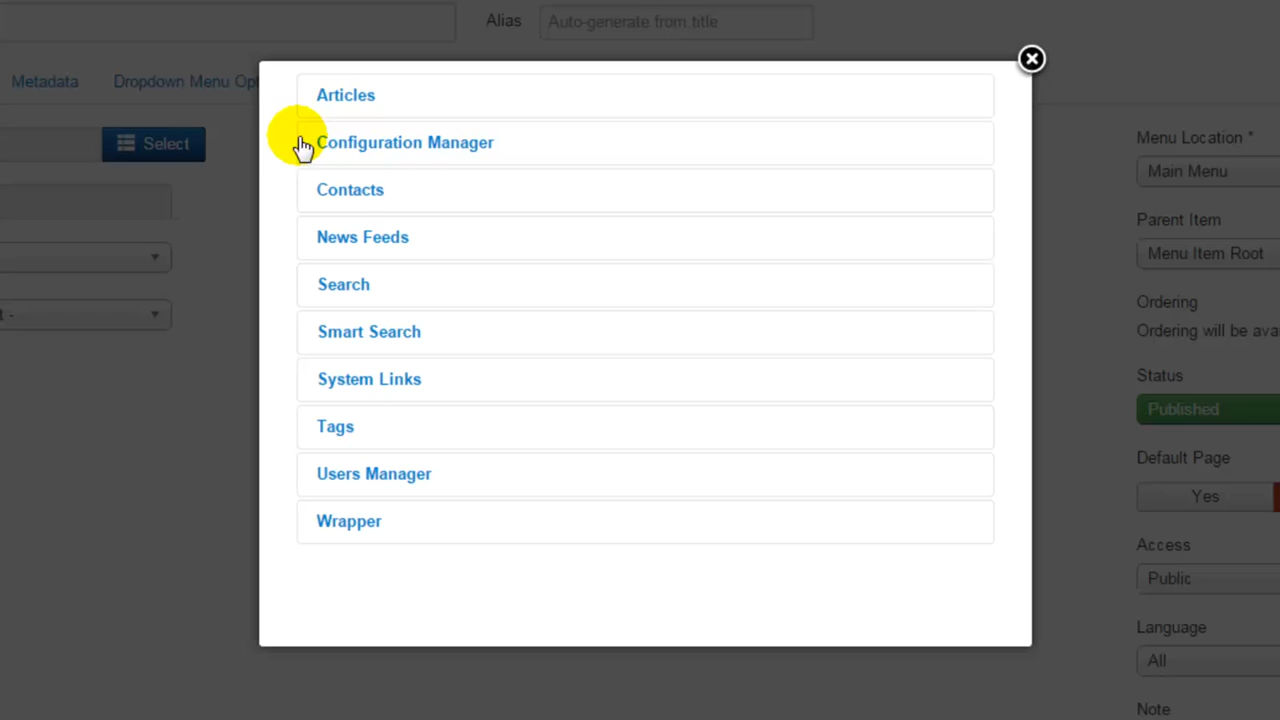 Alias
Auto-generate from title
Metadata
Dropdown Menu Op
Select
Articles
Configuration Manager
Contacts
News Feeds
Search
Smart Search
System Links
Tags
Users Manager
Wrapper
Menu Location *
Main Menu
Parent Item
Menu Item Root
Ordering
Ordering will be ava
Status
Published
Default Page
Yes
Access
Public
Language
All
Note